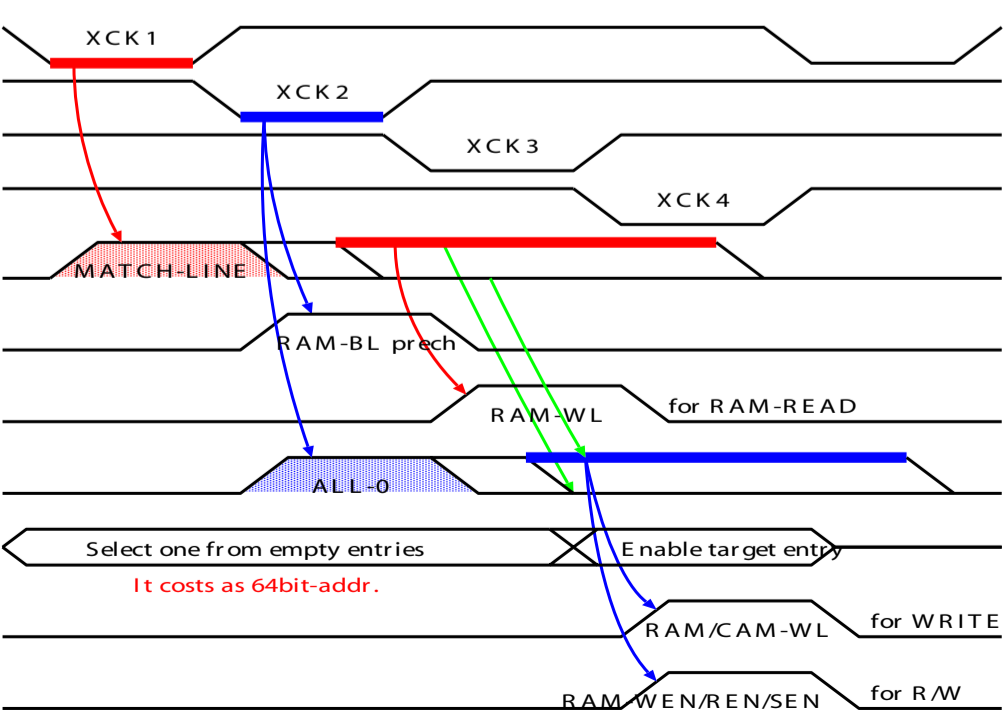 XCK1
XCK2
XCK3
XCK4
MATCH-LINE
RAM-BL prech
for RAM-READ
RAM-WL
ALL-0
Select one from empty entries
Enable target entry
It costs as 64bit-addr.
for WRITE
RAM/CAM-WL
for R/W
RAM-WEN/REN/SEN